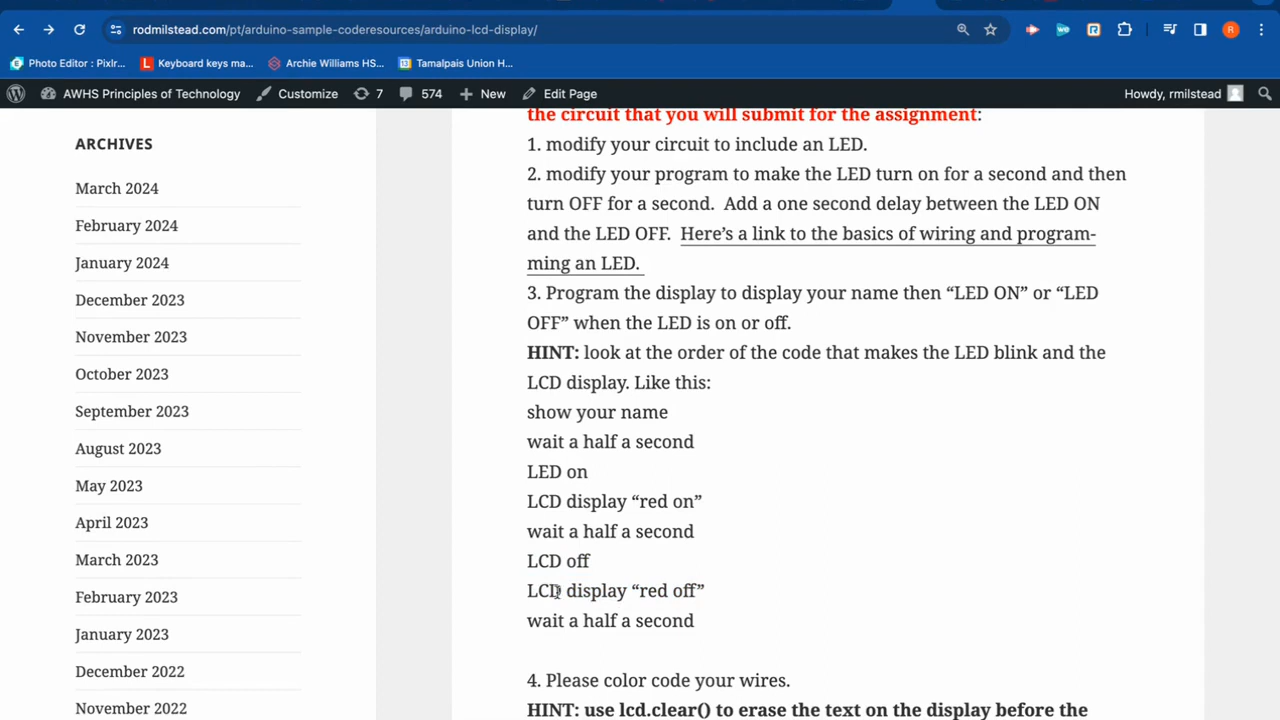 rodmilstead.com/pt/arduino-sample-coderesources/arduino-lcd-display/
Photo Editor : Pixlr...
Keyboard keys ma...
Archie Williams HS...
Tamalpais Union H...
AWHS Principles of Technology
Customize
7
574
New
Edit Page
Howdy, rmilstead
ARCHIVES
March 2024
February 2024
January 2024
December 2023
November 2023
October 2023
September 2023
August 2023
May 2023
April 2023
March 2023
February 2023
January 2023
December 2022
November 2022
the circuit that you will submit for the assignment:
1. modify your circuit to include an LED.
2. modify your program to make the LED turn on for a second and then
turn OFF for a second.  Add a one second delay between the LED ON
and the LED OFF.  Here’s a link to the basics of wiring and program-
ming an LED.
3. Program the display to display your name then “LED ON” or “LED
OFF” when the LED is on or off.
HINT: look at the order of the code that makes the LED blink and the
LCD display. Like this:
show your name
wait a half a second
LED on
LCD display “red on”
wait a half a second
LCD off
LCD display “red off”
wait a half a second
4. Please color code your wires.
HINT: use lcd.clear() to erase the text on the display before the